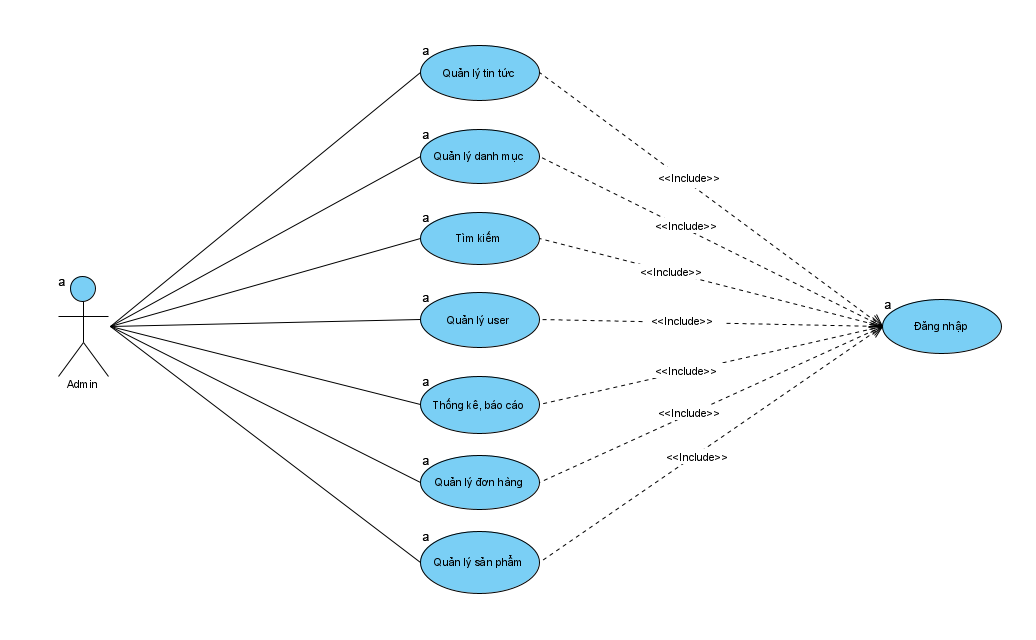 a
Quản lý tin tức
a
Quản lý danh mục
a
Tìm kiếm
a
Quản lý user
a
Thống kê, báo cáo
a
Quản lý đơn hàng
a
Quản lý sản phẩm
a
Admin
<<Include>>
<<Include>>
<<Include>>
<<Include>>
<<Include>>
<<Include>>
<<Include>>
a
Đăng nhập